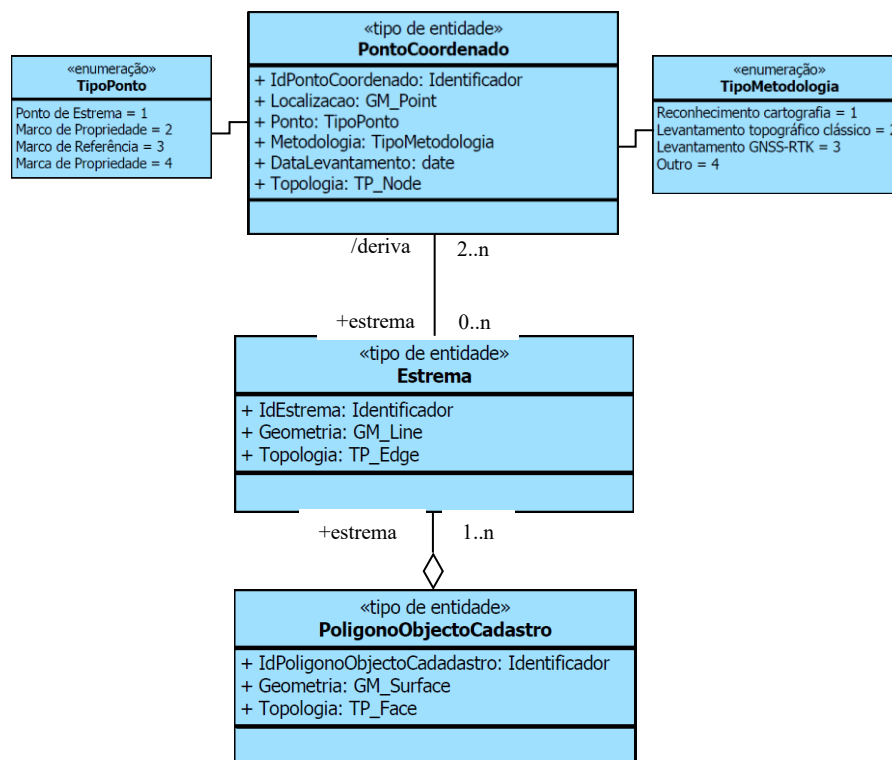 «tipo de entidade»
PontoCoordenado
+ IdPontoCoordenado: Identificador
+ Localizacao: GM_Point
+ Ponto: TipoPonto
+ Metodologia: TipoMetodologia
+ DataLevantamento: date
+ Topologia: TP_Node
«enumeração»
TipoPonto
Ponto de Estrema = 1
Marco de Propriedade = 2
Marco de Referência = 3
Marca de Propriedade = 4
«enumeração»
TipoMetodologia
Reconhecimento cartografia = 1
Levantamento topográfico clássico = 2
Levantamento GNSS-RTK = 3
Outro = 4
/deriva 2..n
+estrema 0..n
«tipo de entidade»
Estrema
+ IdEstrema: Identificador
+ Geometria: GM_Line
+ Topologia: TP_Edge
+estrema 1..n
«tipo de entidade»
PoligonoObjectoCadastro
+ IdPoligonoObjectoCadadastro: Identificador
+ Geometria: GM_Surface
+ Topologia: TP_Face